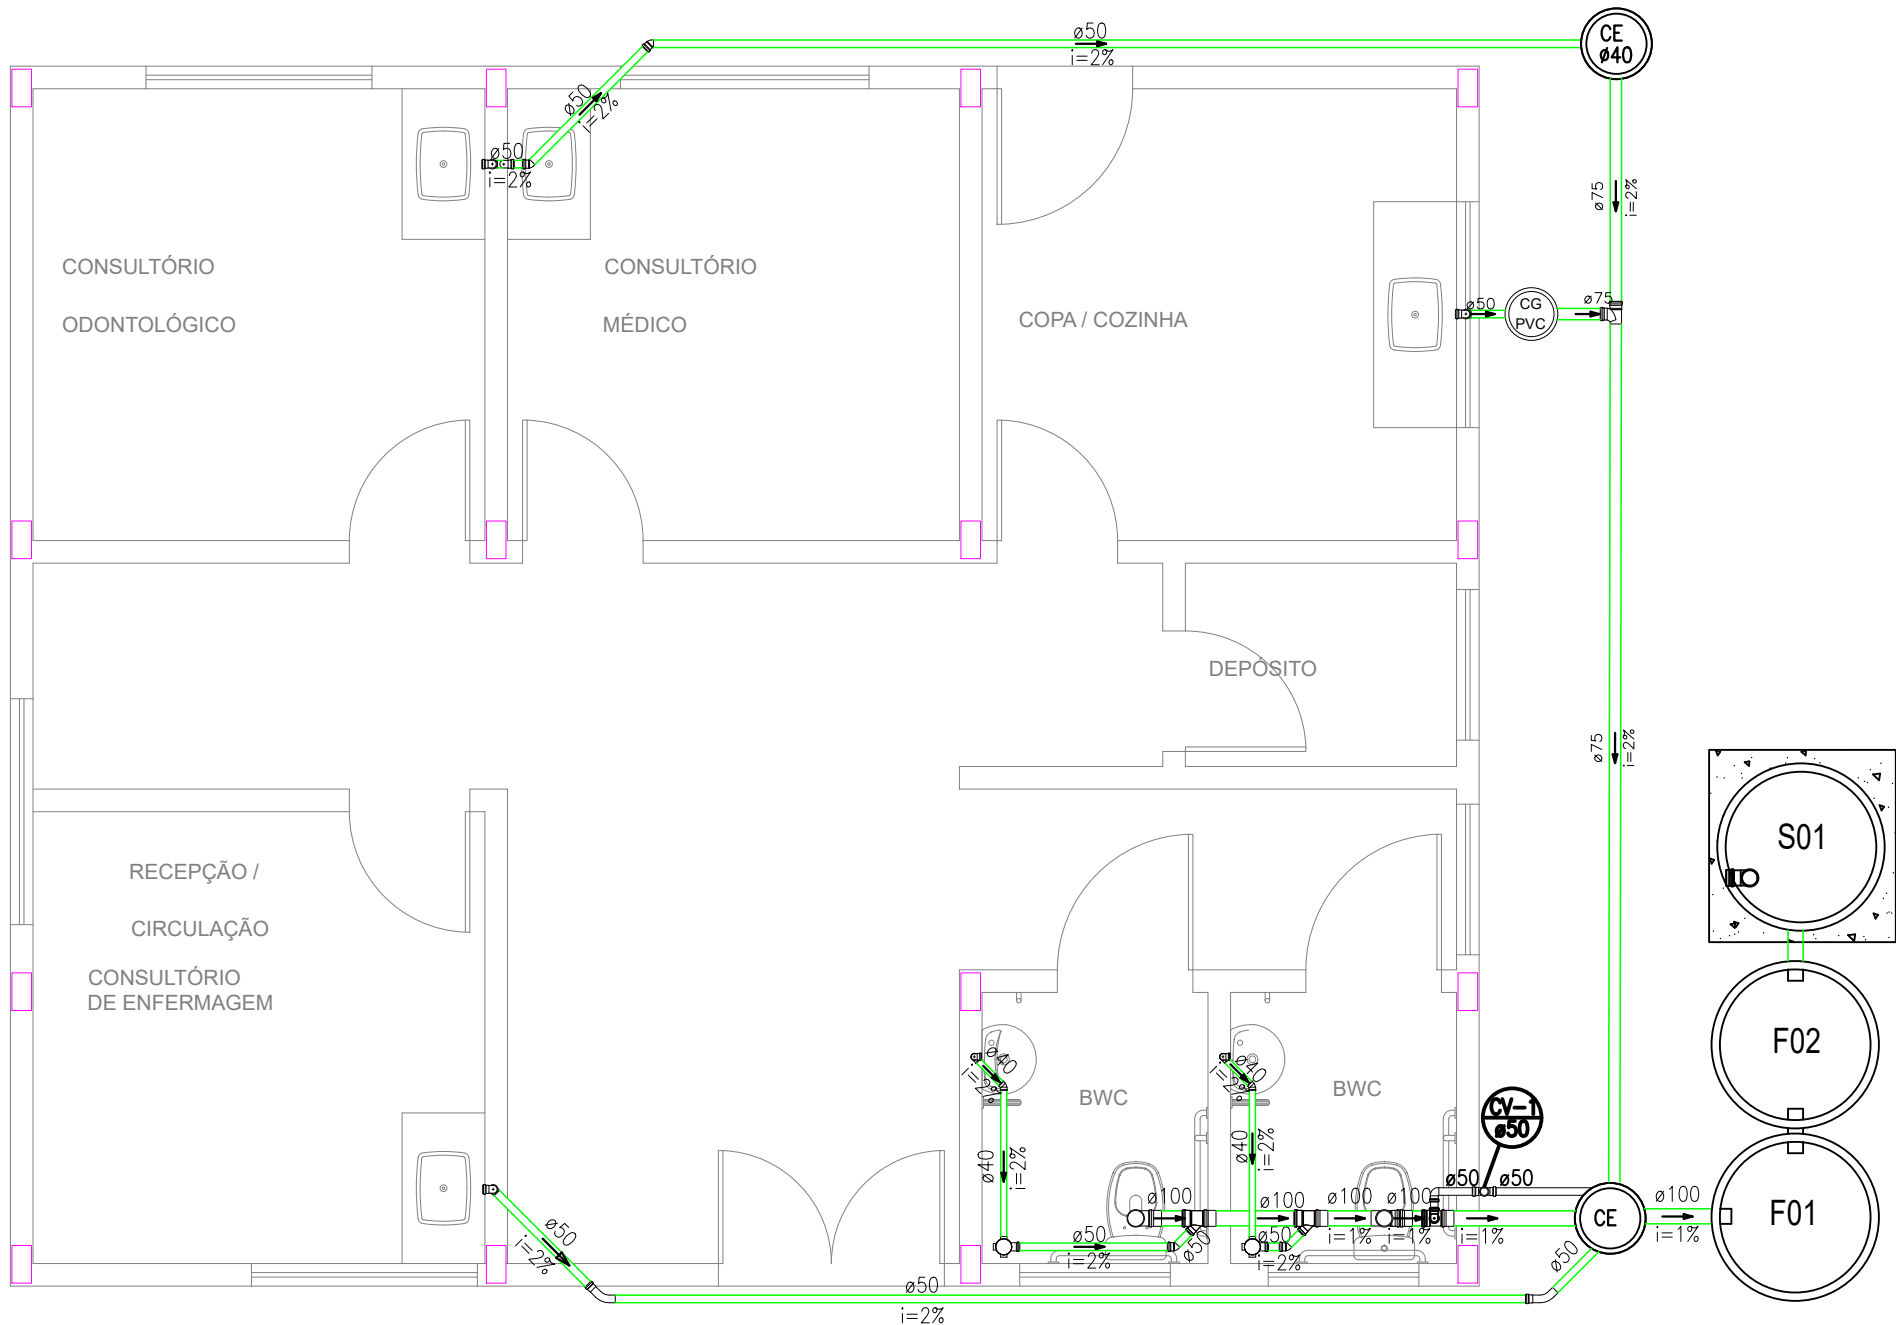 ø50
i=2%
CE
ø40
ø50
i=2%
ø50
i=2%
ø75
i=2%
CONSULTÓRIO
ODONTOLÓGICO
CONSULTÓRIO
MÉDICO
COPA / COZINHA
ø50
CG
PVC
ø75
DEPÓSITO
ø75
i=2%
S01
RECEPÇÃO /
CIRCULAÇÃO
CONSULTÓRIO
DE ENFERMAGEM
F02
ø40
i=2%
ø40
i=2%
BWC
BWC
CV-1
ø50
ø40
i=2%
ø40
i=2%
ø50
ø50
ø100
ø100
ø100
i=1%
ø100
i=1%
i=1%
CE
ø100
i=1%
F01
ø50
i=2%
ø50
i=2%
ø50
ø50
i=2%
ø50
ø50
i=2%